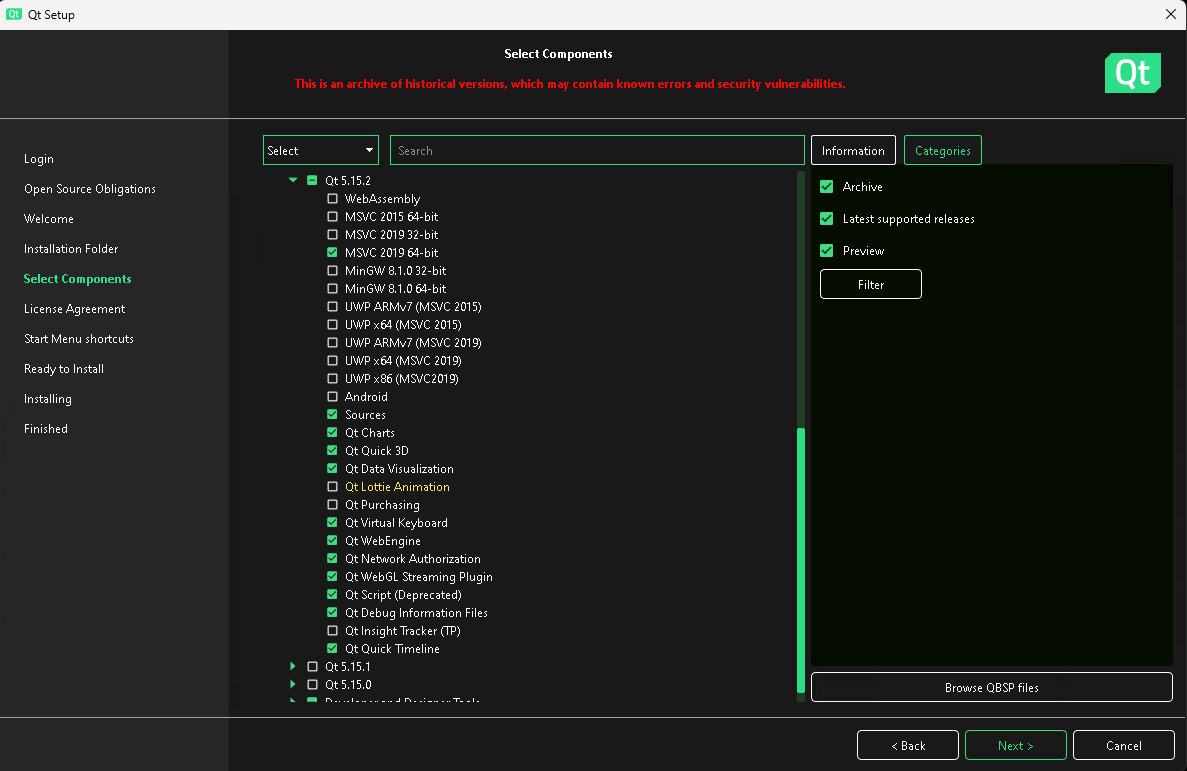 Qt Qt Setup
Select Components
This is an archive of historical versions, which may contain known errors and security vulnerabilities.
Qt
Login
Open Source Obligations
Welcome
Installation Folder
Select Components
License Agreement
Start Menu shortcuts
Ready to Install
Installing
Finished
Select
Search
Information
Categories
Qt 5.15.2
WebAssembly
MSVC 2015 64-bit
MSVC 2019 32-bit
MSVC 2019 64-bit
MinGW 8.1.0 32-bit
MinGW 8.1.0 64-bit
UWP ARMv7 (MSVC 2015)
UWP x64 (MSVC 2015)
UWP ARMv7 (MSVC 2019)
UWP x64 (MSVC 2019)
UWP x86 (MSVC2019)
Android
Sources
Qt Charts
Qt Quick 3D
Qt Data Visualization
Qt Lottie Animation
Qt Purchasing
Qt Virtual Keyboard
Qt WebEngine
Qt Network Authorization
Qt WebGL Streaming Plugin
Qt Script (Deprecated)
Qt Debug Information Files
Qt Insight Tracker (TP)
Qt Quick Timeline
Qt 5.15.1
Qt 5.15.0
Developer and Designer Tools
Archive
Latest supported releases
Preview
Filter
Browse QBSP files
< Back
Next >
Cancel